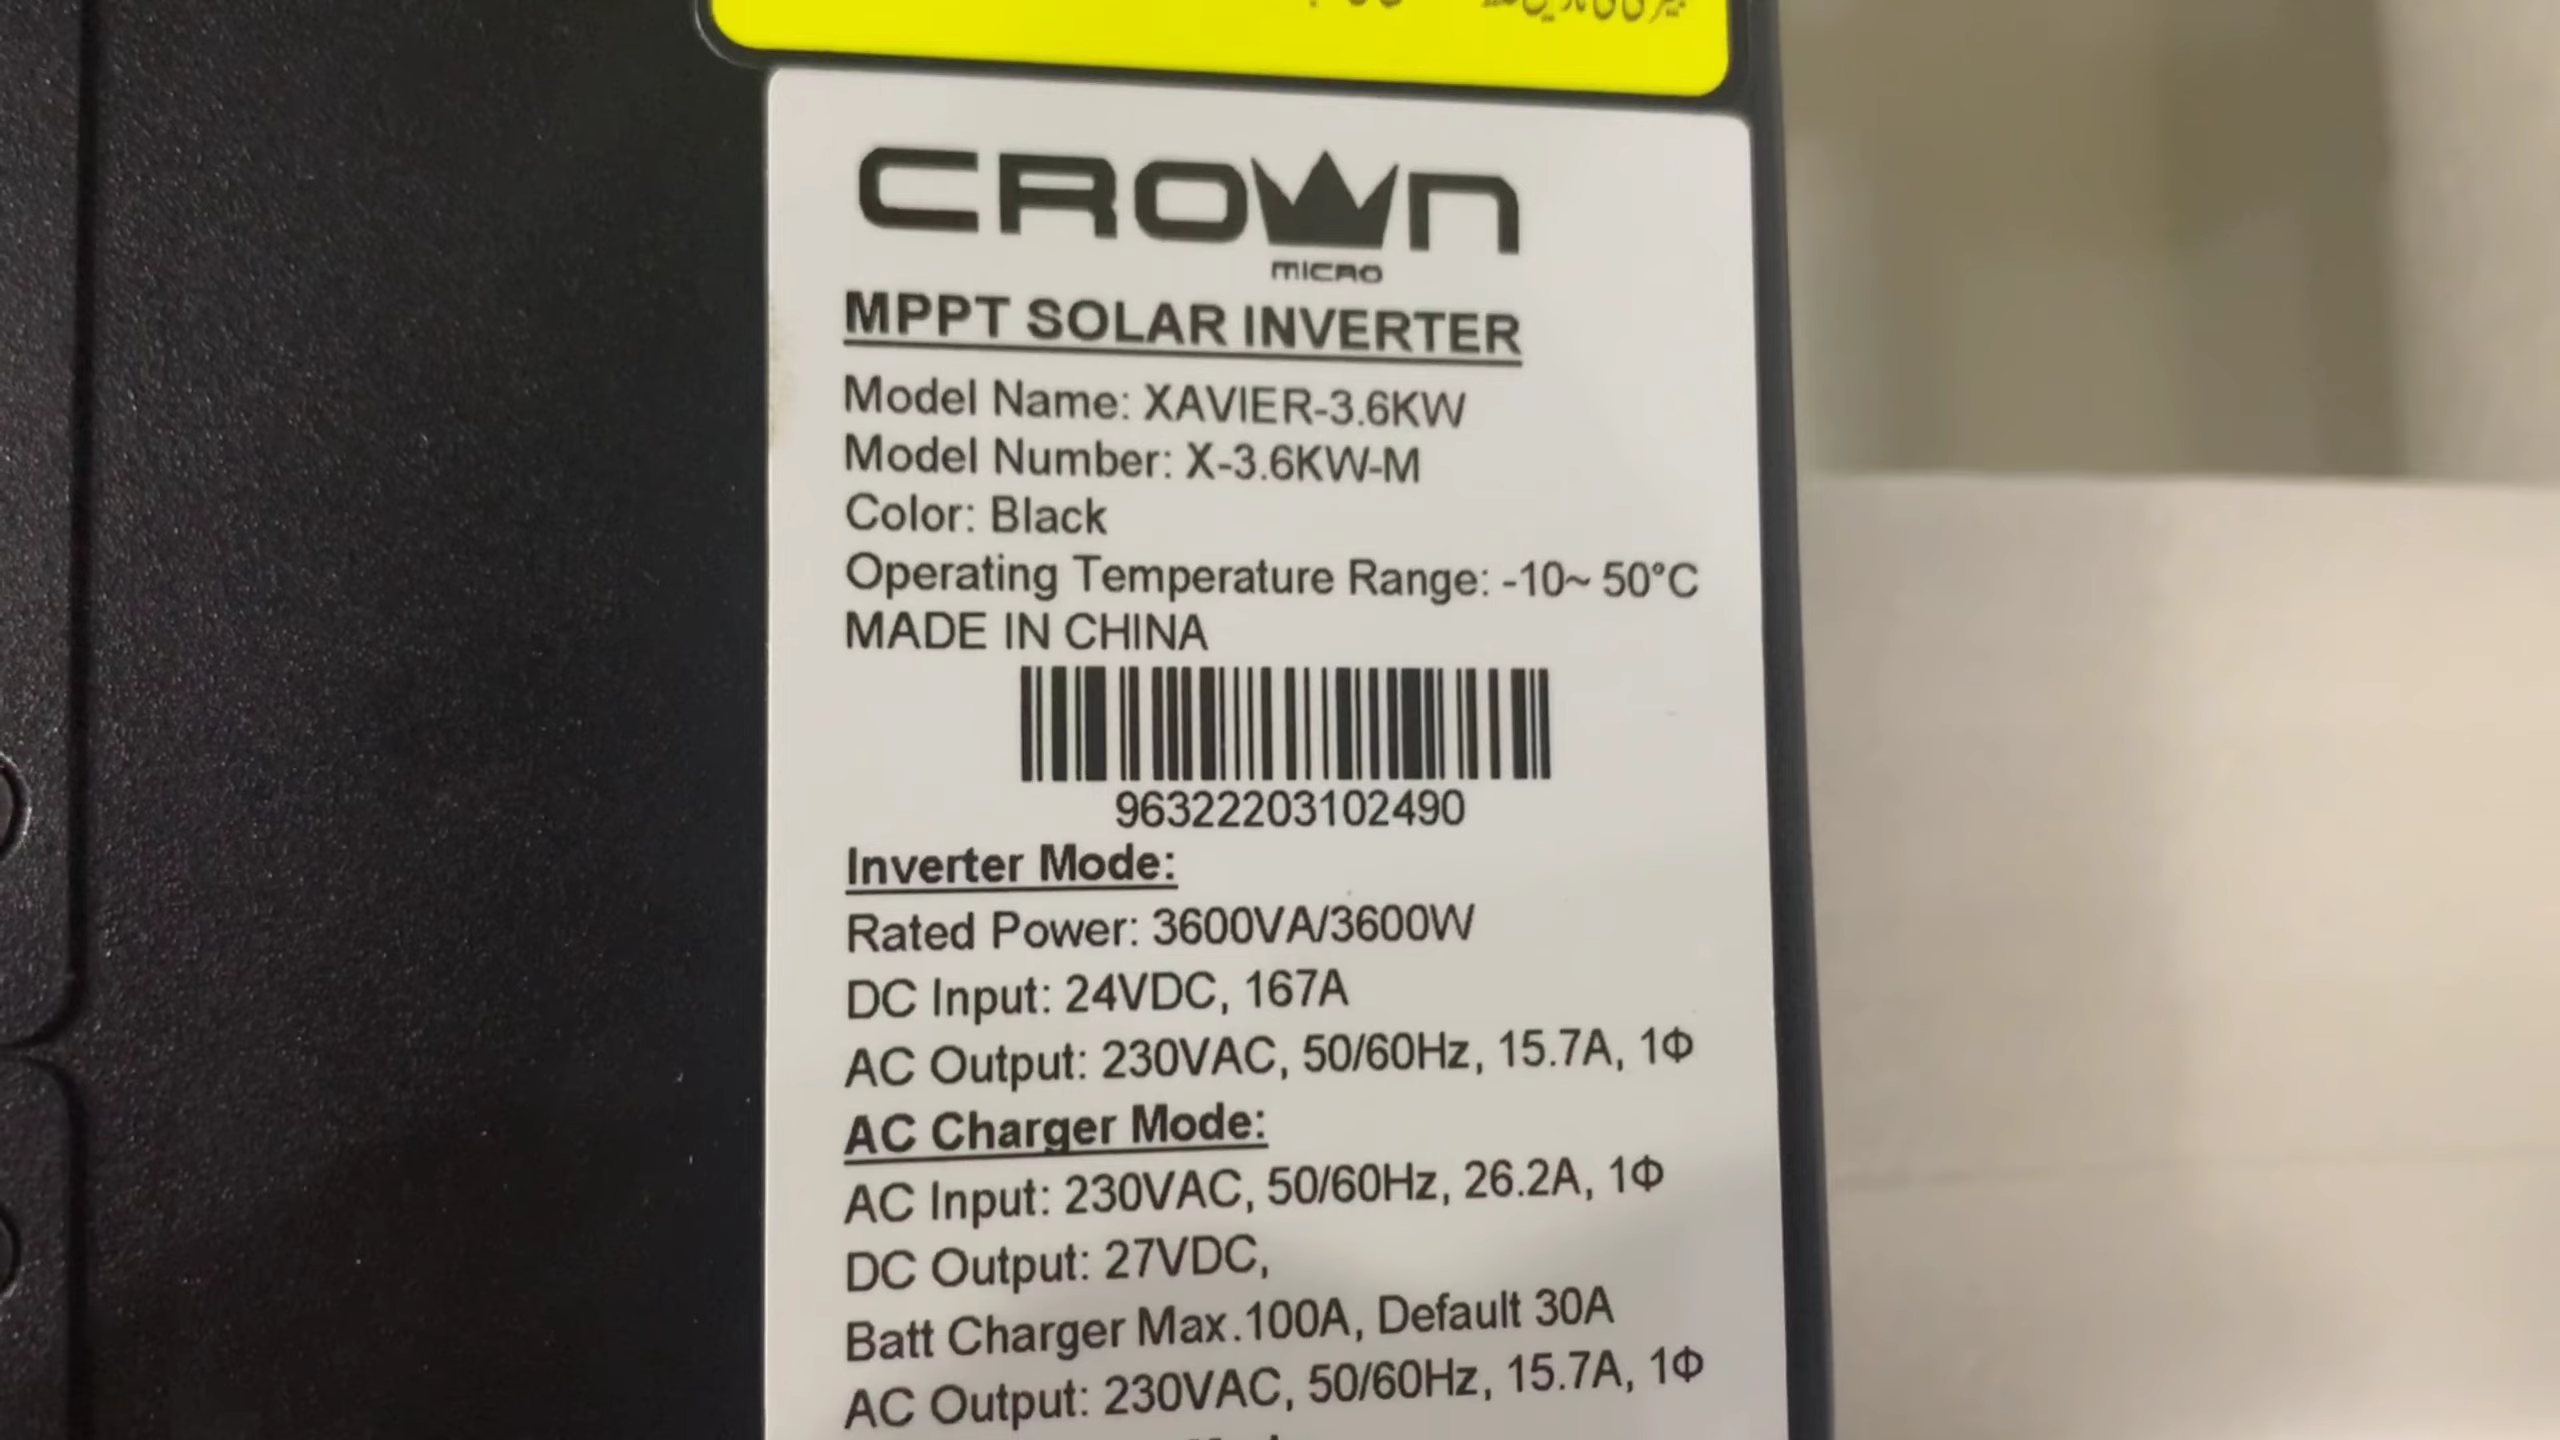 CROWN
MICRO
MPPT SOLAR INVERTER
Model Name: XAVIER-3.6KW
Model Number: X-3.6KW-M
Color: Black
Operating Temperature Range: -10~ 50°C
MADE IN CHINA
96322203102490
Inverter Mode:
Rated Power: 3600VA/3600W
DC Input: 24VDC, 167A
AC Output: 230VAC, 50/60Hz, 15.7A, 1Φ
AC Charger Mode:
AC Input: 230VAC, 50/60Hz, 26.2A, 1Φ
DC Output: 27VDC,
Batt Charger Max.100A, Default 30A
AC Output: 230VAC, 50/60Hz, 15.7A, 1Φ